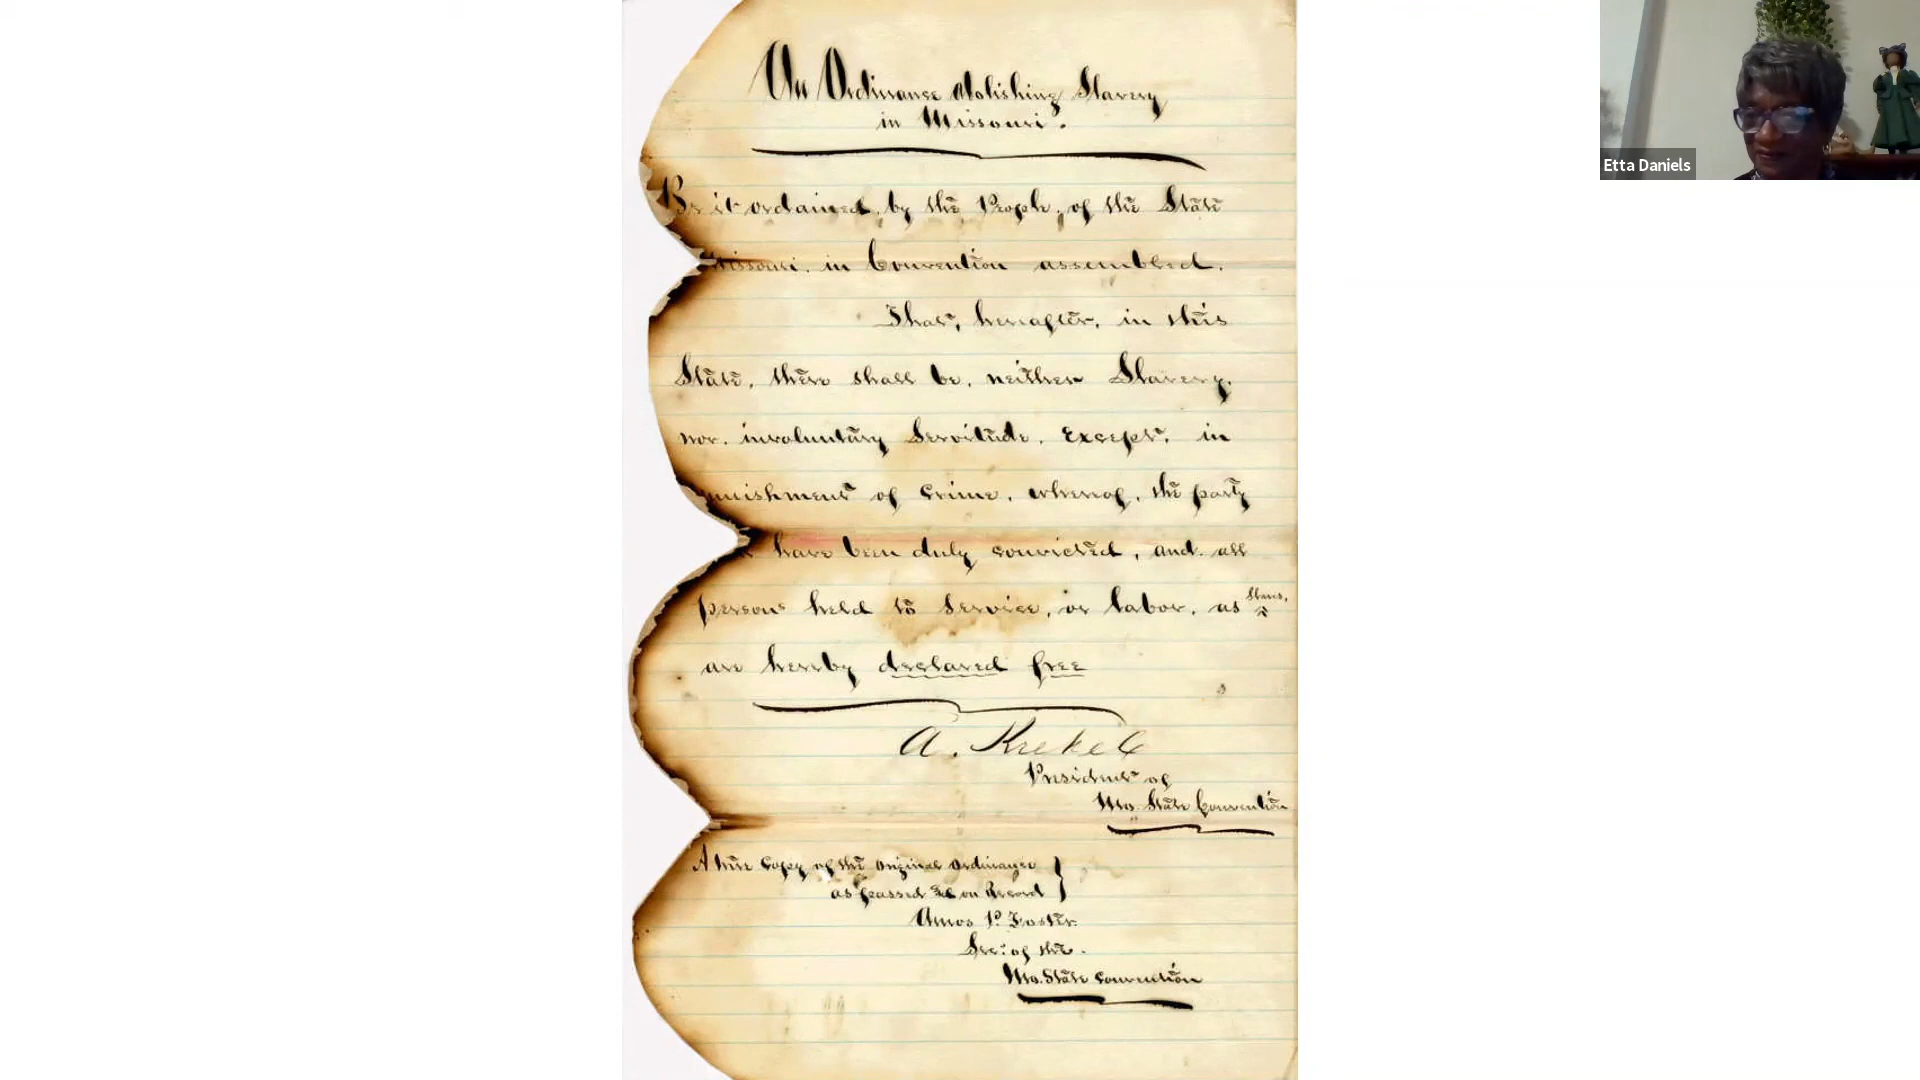 An Ordinance abolishing Slavery
in Missouri.
Be it ordained, by the People, of the State
Missouri, in Convention assembled.
That, hereafter, in this
State, there shall be, neither Slavery,
nor, involuntary Servitude, Except, in
punishment of Crime, whereof, the party
have been duly convicted, and, all
persons held to Service, or labor, as Slaves,
are hereby declared free
A. Krekel
President of
Mo. State Convention
A true Copy of the Original Ordinance
as passed & on Record
Amos P. Foster.
Sec: of the.
Mo. State Convention
Etta Daniels